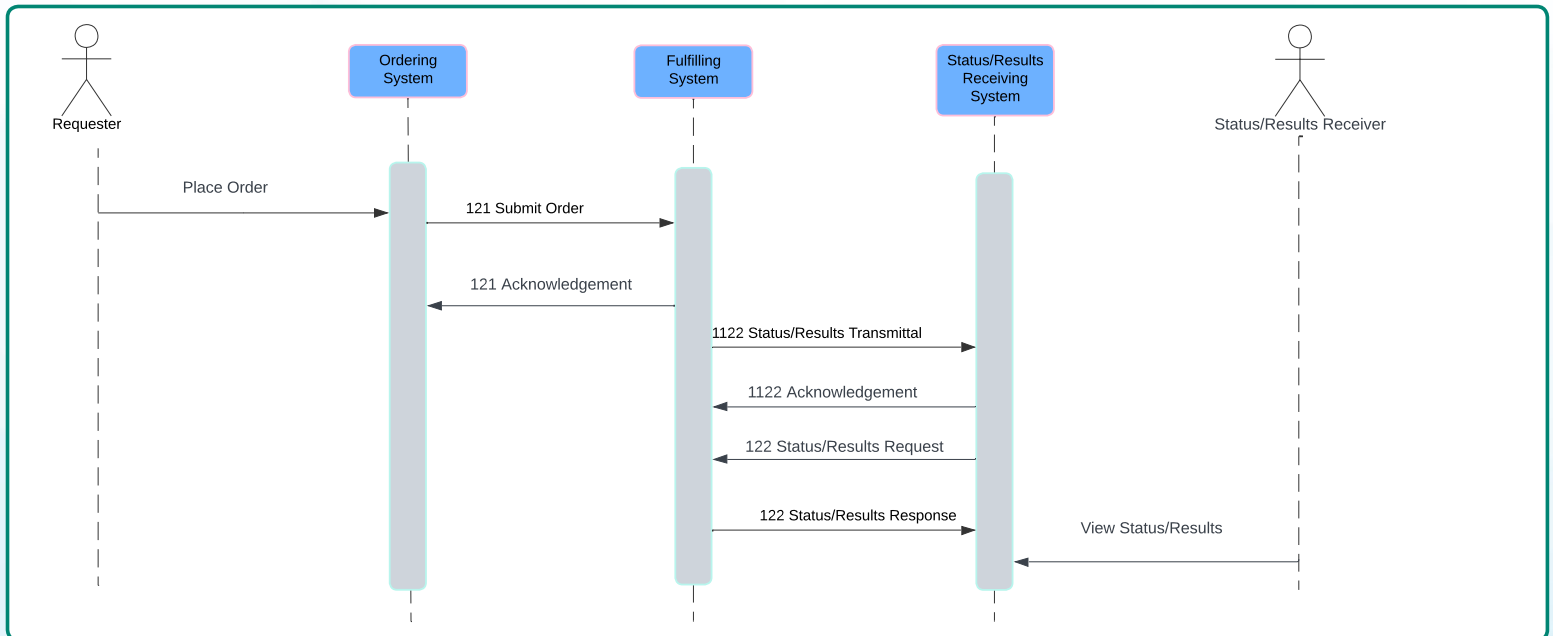 Ordering
System
Fulfilling
System
Status/Results
Receiving
System
Requester
Status/Results Receiver
Place Order
121 Submit Order
121 Acknowledgement
1122 Status/Results Transmittal
1122 Acknowledgement
122 Status/Results Request
122 Status/Results Response
View Status/Results